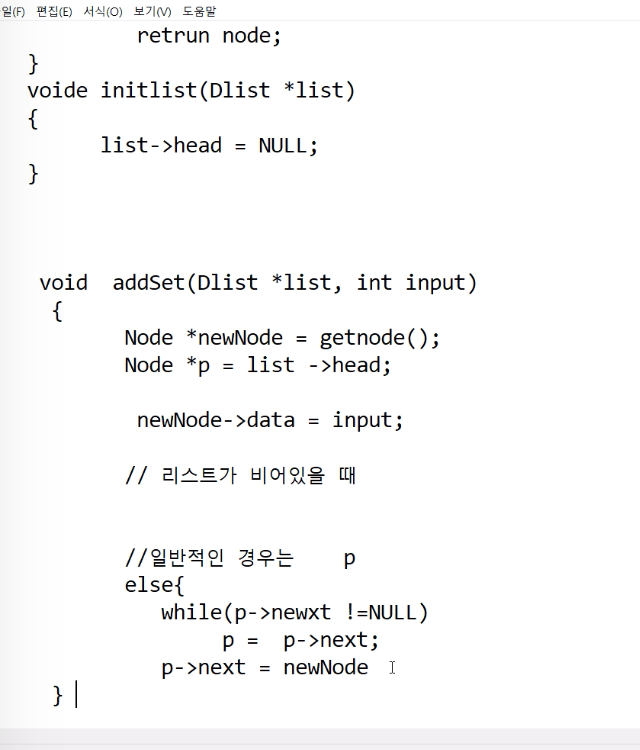 일(F) 편집(E) 서식(O) 보기(V) 도움말
retrun node;
}
voide initlist(Dlist *list)
{
list->head = NULL;
}
void addSet(Dlist *list, int input)
{
Node *newNode = getnode();
Node *p = list ->head;
newNode->data = input;
// 리스트가 비어있을 때
//일반적인 경우는 p
else{
while(p->newxt !=NULL)
p = p->next;
p->next = newNode
}